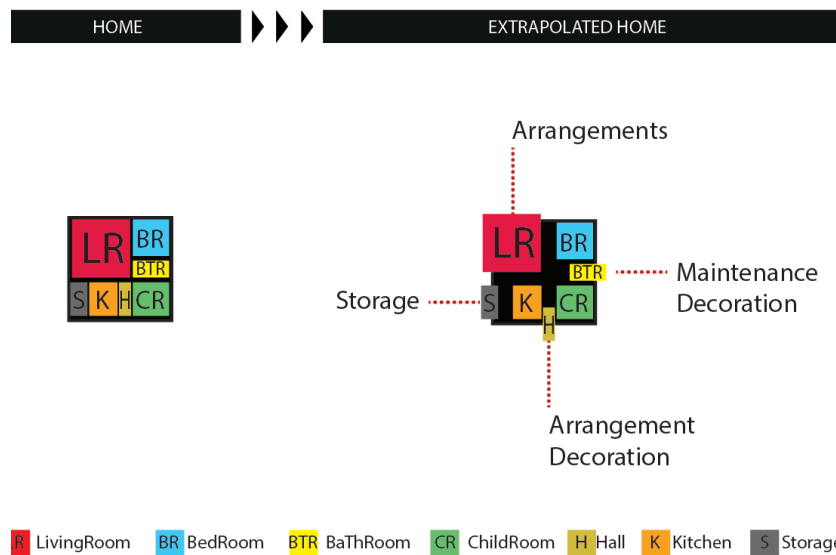 HOME
EXTRAPOLATED HOME
Arrangements
LR
BR
BTR
S K H CR
LR
BR
BTR
Maintenance
Decoration
Storage
S
K
CR
H
Arrangement
Decoration
R LivingRoom BR BedRoom BTR BaThRoom CR ChildRoom H Hall K Kitchen S Storag